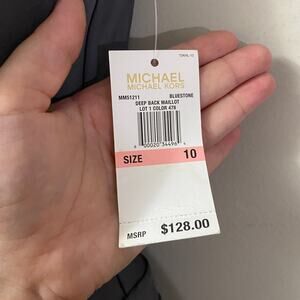 MICHAEL
MICHAEL KORS
MM51211 BLUESTONE
DEEP BACK MAILLOT
LOT 1 COLOR 478
SIZE 10
MSRP $128.00